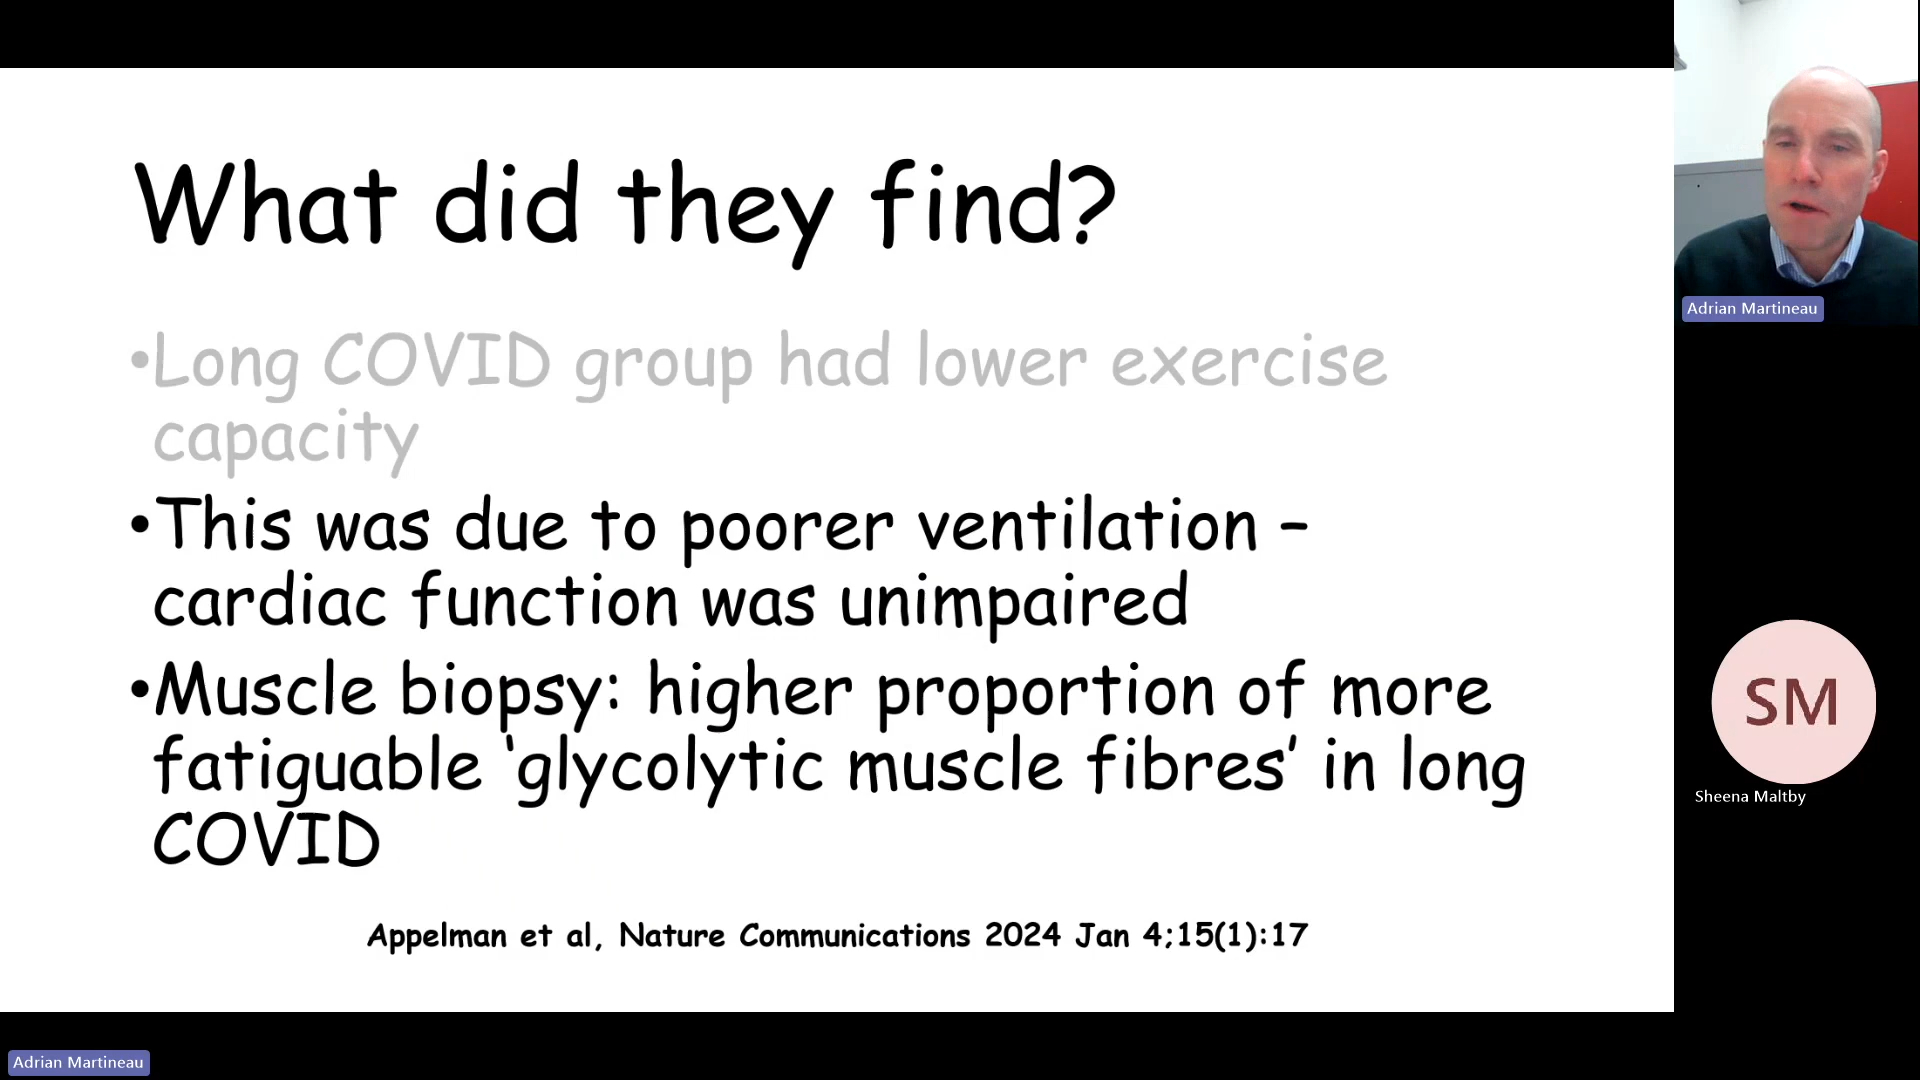 What did they find?
•Long COVID group had lower exercise
capacity
•This was due to poorer ventilation –
cardiac function was unimpaired
•Muscle biopsy: higher proportion of more
fatiguable ‘glycolytic muscle fibres’ in long
COVID
Appelman et al, Nature Communications 2024 Jan 4;15(1):17
Adrian Martineau
SM
Sheena Maltby
Adrian Martineau